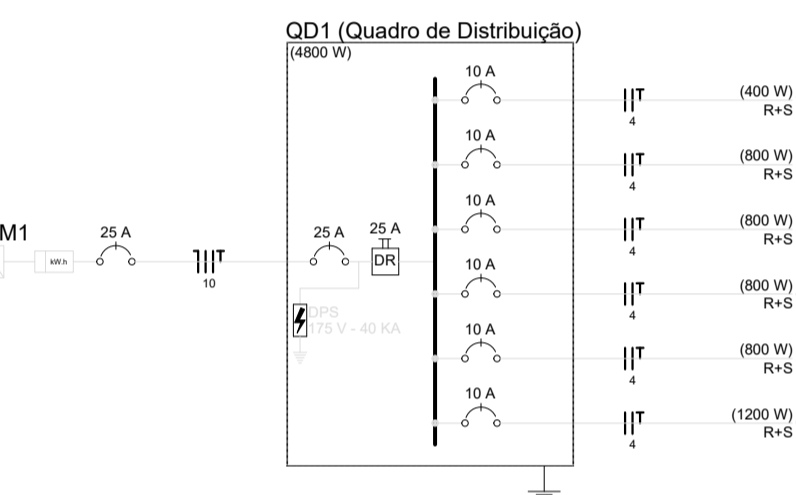 QD1 (Quadro de Distribuição)
(4800 W)
10 A
(400 W)
R+S
4
10 A
(800 W)
R+S
4
10 A
(800 W)
R+S
4
M1
25 A
25 A
25 A
kW.h
DR
10
10 A
(800 W)
R+S
4
DPS
175 V - 40 KA
10 A
(800 W)
R+S
4
10 A
(1200 W)
R+S
4